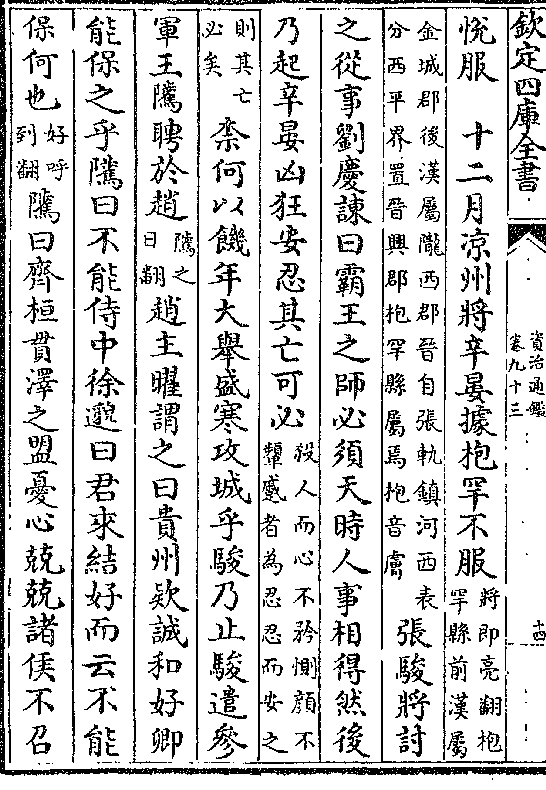 欽定四庫全書
資治通鑑
卷九十三
十四
悅服　十二月涼州將辛晏據抱罕不服將即亮翻抱
罕縣前漢屬
金城郡後漢屬隴西郡晉自張軌鎮河西表
分西平界置晉興郡抱罕縣屬焉抱音膚張駿將討
之從事劉慶諫曰霸王之師必須天時人事相得然後
乃起辛晏凶狂安忍其亡可必殺人而心不矜惻顔不
顰蹙者為忍忍而安之
則其亡
必矣柰何以饑年大舉盛寒攻城乎駿乃止駿遣參
軍王隲聘於趙隲之
日翻趙主曜謂之曰貴州欵誠和好卿
能保之乎隲曰不能侍中徐邈曰君來結好而云不能
保何也好呼
到翻隲曰齊桓貫澤之盟憂心兢兢諸侯不召